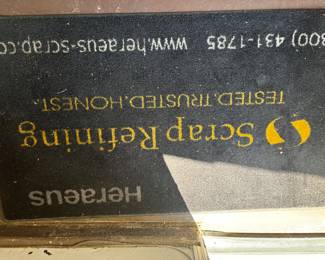 Heraeus
Scrap Refining
TESTED.TRUSTED.HONEST.
800) 431-1785 www.heraeus-scrap.co